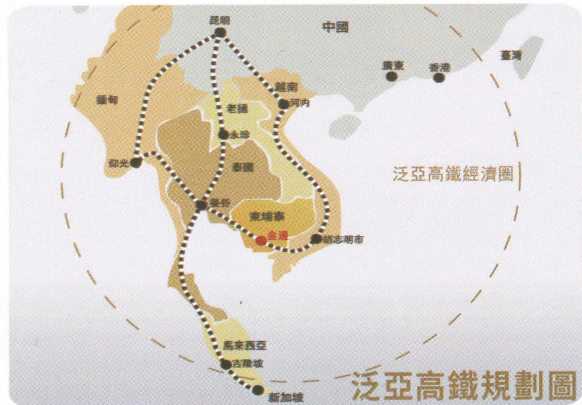 昆明
中國
臺灣
廣東
香港
緬甸
越南
河內
老撾
永珍
仰光
泰國
泛亞高鐵經濟圈
曼谷
柬埔寨
金邊
胡志明市
馬來西亞
吉隆坡
新加坡
泛亞高鐵規劃圖